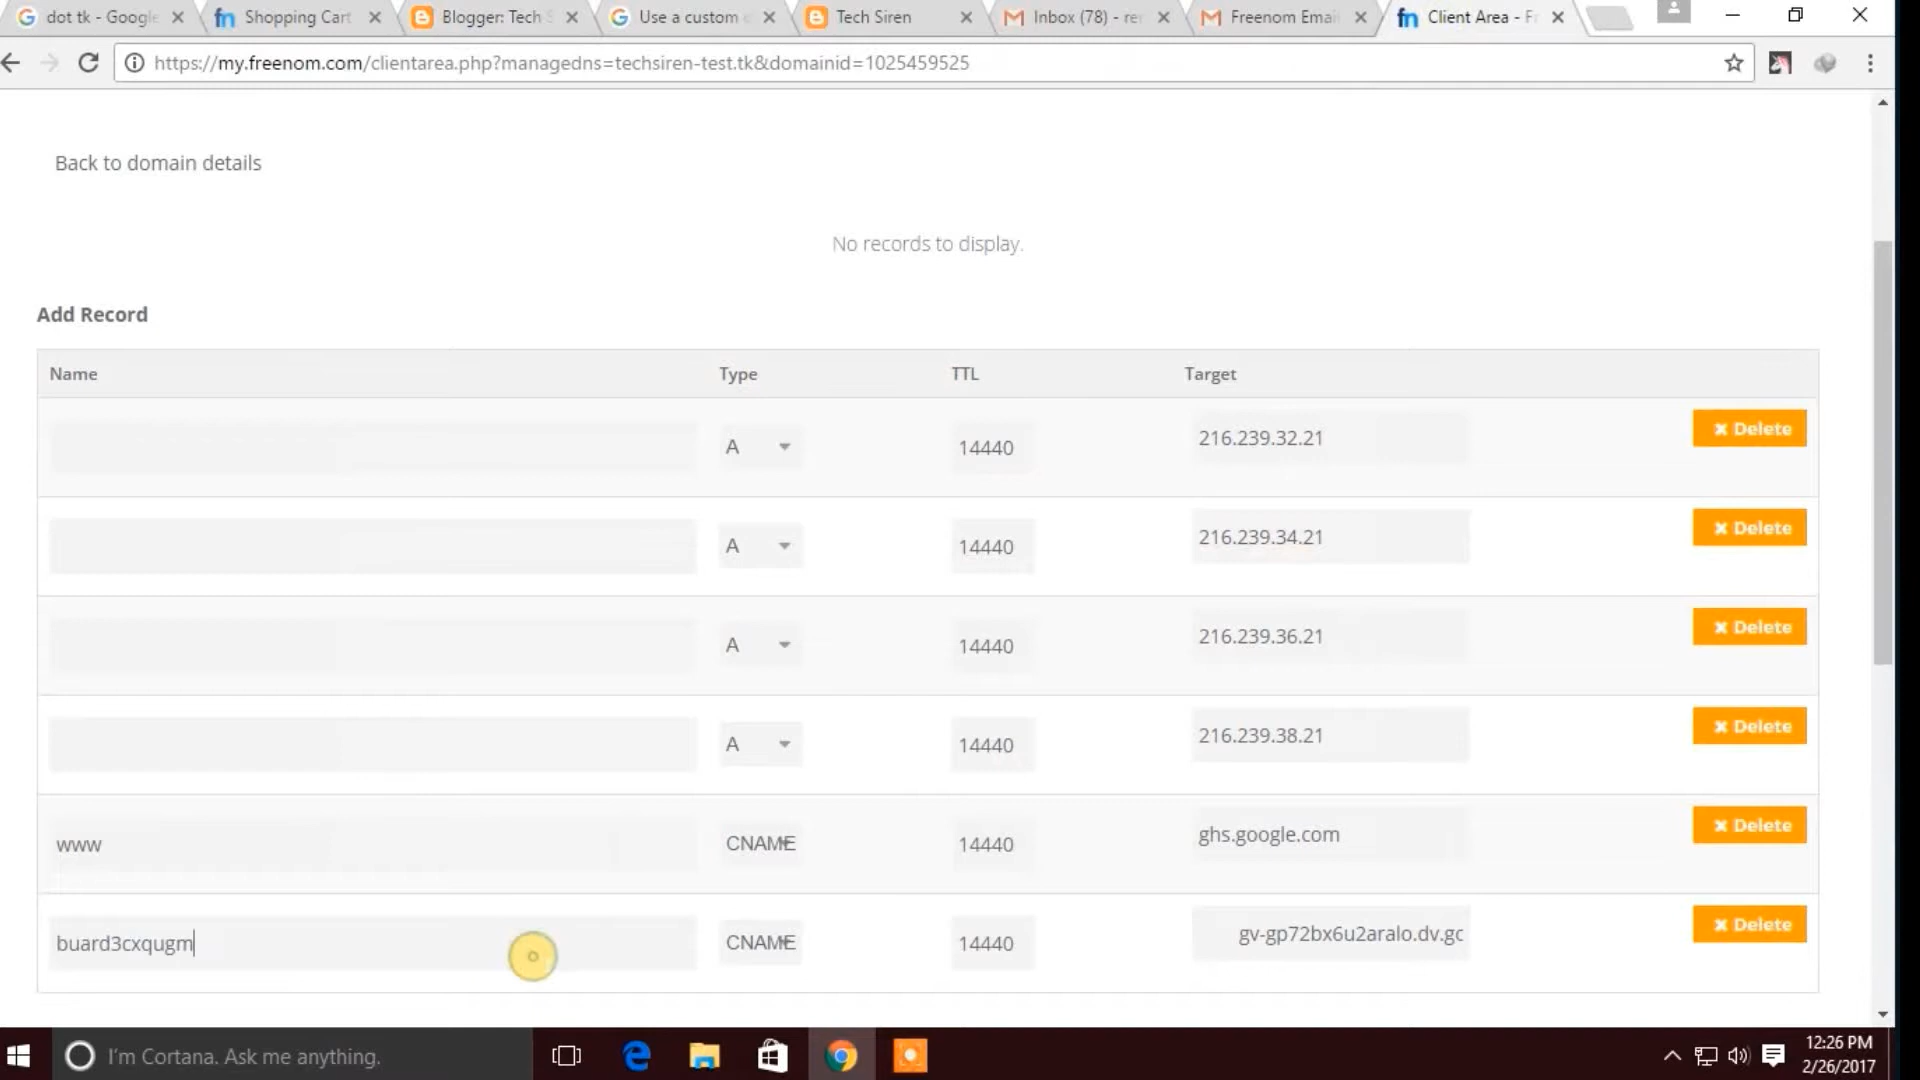 dot tk - Google
Shopping Cart
Blogger: Tech S
Use a custom
Tech Siren
Inbox (78) - re
Freenom Emai
Client Area - Fr
https://my.freenom.com/clientarea.php?managedns=techsiren-test.tk&domainid=1025459525
Back to domain details
No records to display.
Add Record
Name Type TTL Target
A 14440 216.239.32.21 Delete
A 14440 216.239.34.21 Delete
A 14440 216.239.36.21 Delete
A 14440 216.239.38.21 Delete
www CNAME 14440 ghs.google.com Delete
buard3cxqugm CNAME 14440 gv-gp72bx6u2aralo.dv.gc Delete
I'm Cortana. Ask me anything.
12:26 PM
2/26/2017